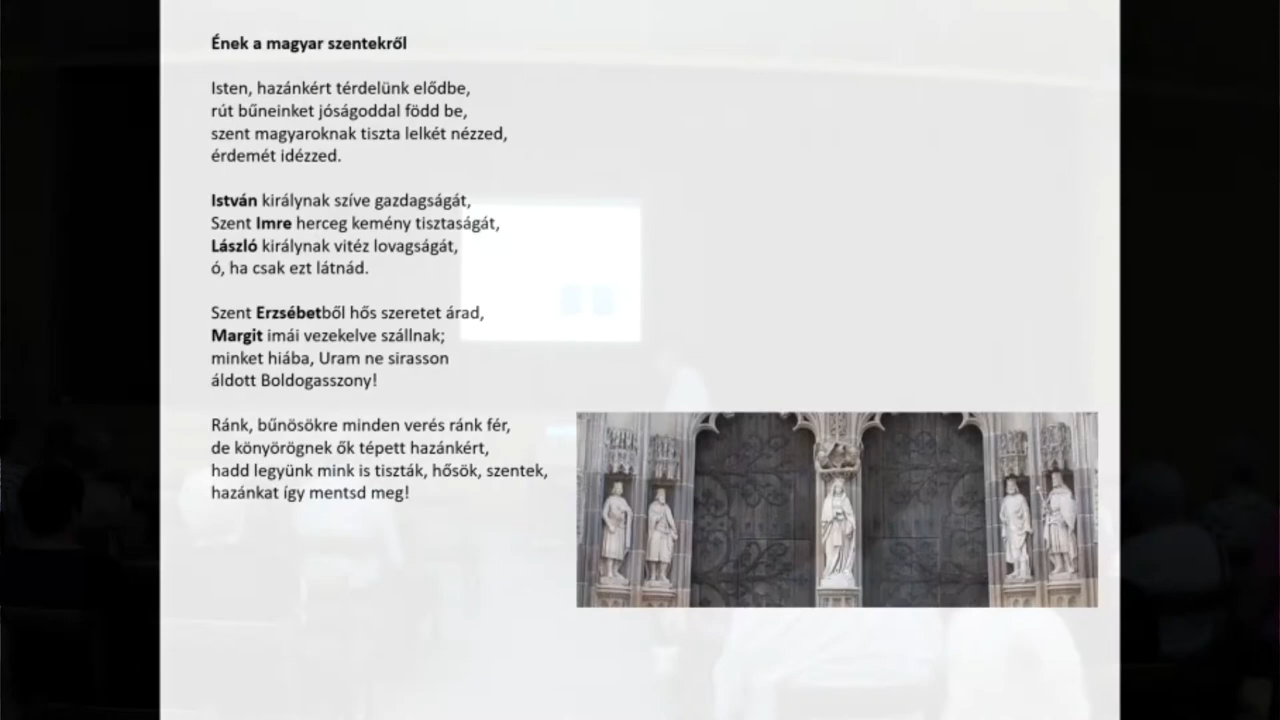 Ének a magyar szentekről
Isten, hazánkért térdelünk elődbe,
rút bűneinket jóságoddal född be,
szent magyaroknak tiszta lelkét nézzed,
érdemét idézzed.
István királynak szíve gazdagságát,
Szent Imre herceg kemény tisztaságát,
László királynak vitéz lovagságát,
ó, ha csak ezt látnád.
Szent Erzsébetből hős szeretet árad,
Margit imái vezekelve szállnak;
minket hiába, Uram ne sirasson
áldott Boldogasszony!
Ránk, bűnösökre minden verés ránk fér,
de könyörögnek ők tépett hazánkért,
hadd legyünk mink is tiszták, hősök, szentek,
hazánkat így mentsd meg!